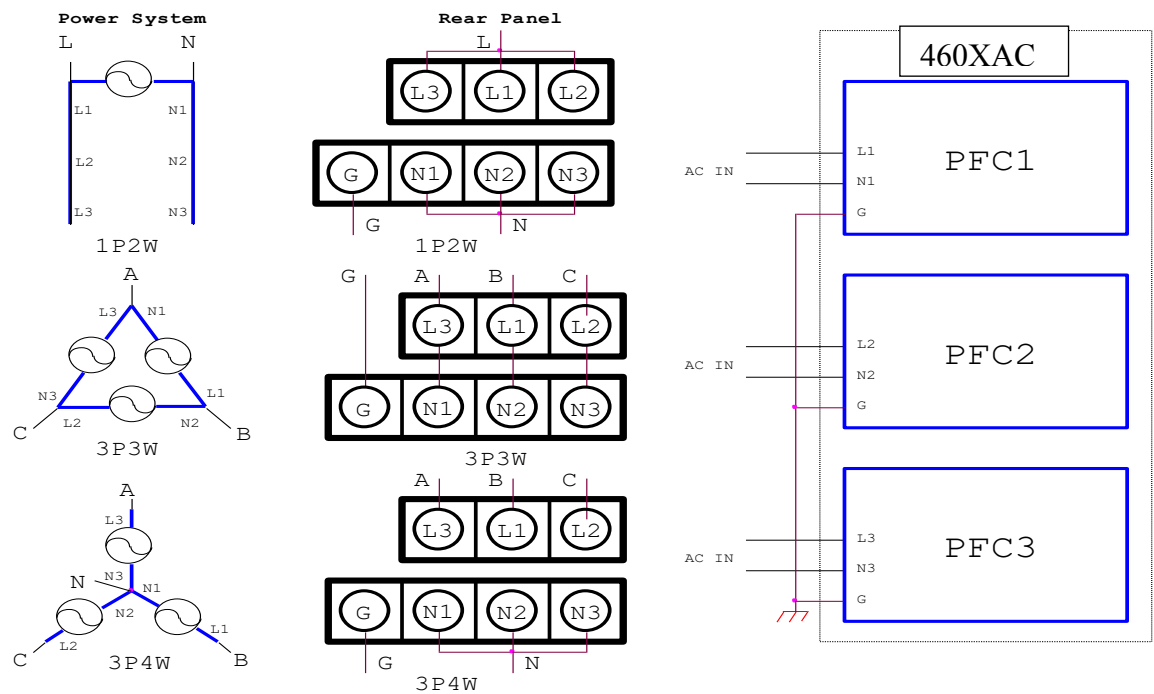 Power System
L N
L1 N1
L2 N2
L3 N3
1P2W
A
L3 N1
N3 L1
L2 N2
C B
3P3W
A
L3
N N3 N1
N2
L2 L1
C B
3P4W
Rear Panel
L
L3 L1 L2
G N1 N2 N3
G N
1P2W
G A B C
L3 L1 L2
G N1 N2 N3
3P3W
A B C
L3 L1 L2
G N1 N2 N3
G N
3P4W
460XAC
L1
AC IN N1 PFC1
G
L2
AC IN N2 PFC2
G
L3
AC IN N3 PFC3
G